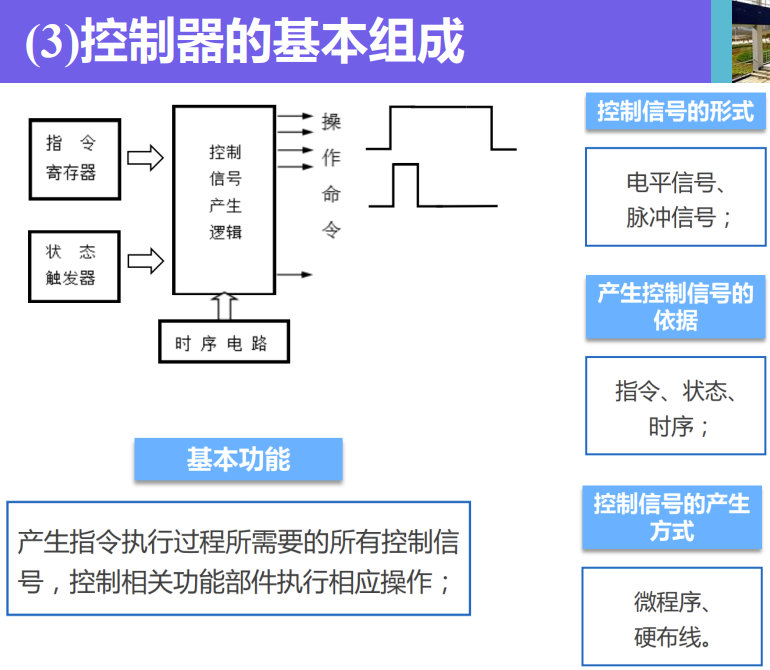 (3)控制器的基本组成
指 令
寄存器
状 态
触发器
控制
信号
产生
逻辑
时 序 电 路
操
作
命
令
基本功能
产生指令执行过程所需要的所有控制信
号，控制相关功能部件执行相应操作；
控制信号的形式
电平信号、
脉冲信号；
产生控制信号的
依据
指令、状态、
时序；
控制信号的产生
方式
微程序、
硬布线。